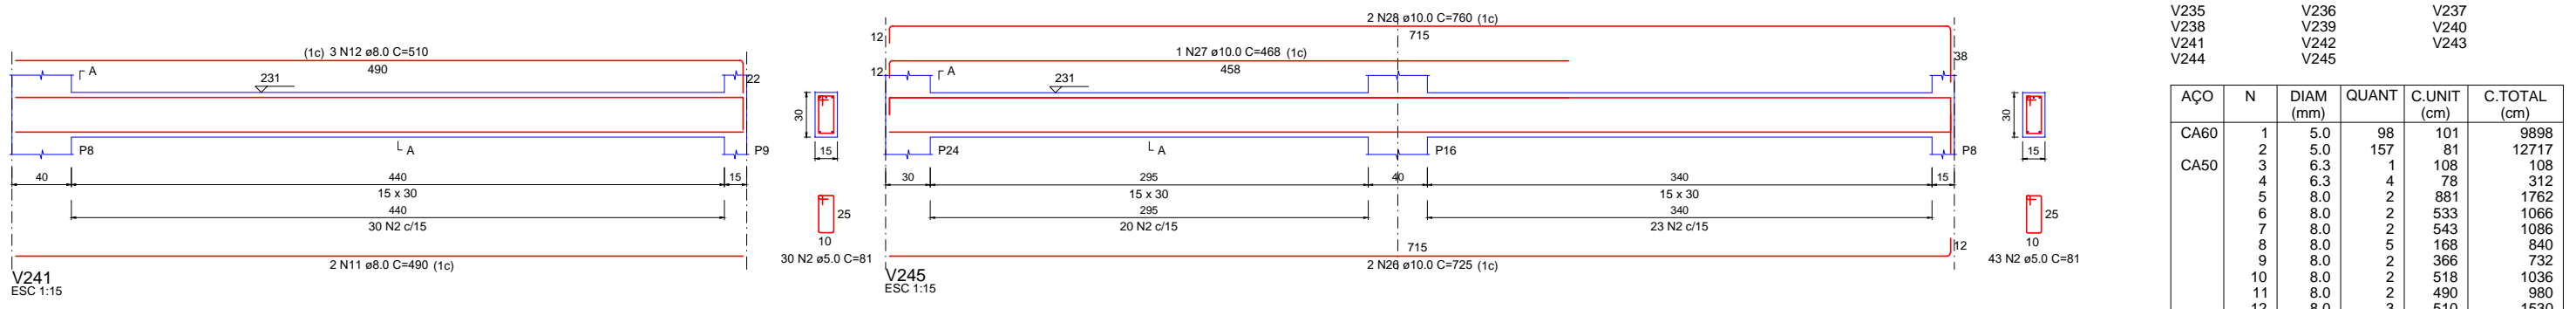 (1c) 3 N12 ø8.0 C=510
490
22
A
231
P8
A
P9
40
440
15
15 x 30
440
30 N2 c/15
2 N11 ø8.0 C=490 (1c)
V241
ESC 1:15
30
15
25
10
30 N2 ø5.0 C=81
2 N28 ø10.0 C=760 (1c)
12
715
1 N27 ø10.0 C=468 (1c)
38
12
458
A
231
P24
A
P16
P8
30
295
40
340
15
15 x 30
15 x 30
295
340
20 N2 c/15
23 N2 c/15
715
12
2 N26 ø10.0 C=725 (1c)
V245
ESC 1:15
30
15
25
10
43 N2 ø5.0 C=81
V235 V236 V237
V238 V239 V240
V241 V242 V243
V244 V245
AÇO N DIAM QUANT C.UNIT C.TOTAL
(mm) (cm) (cm)
CA60 1 5.0 98 101 9898
2 5.0 157 81 12717
CA50 3 6.3 1 108 108
4 6.3 4 78 312
5 8.0 2 881 1762
6 8.0 2 533 1066
7 8.0 2 543 1086
8 8.0 5 168 840
9 8.0 2 366 732
10 8.0 2 518 1036
11 8.0 2 490 980
12 8.0 3 510 1530